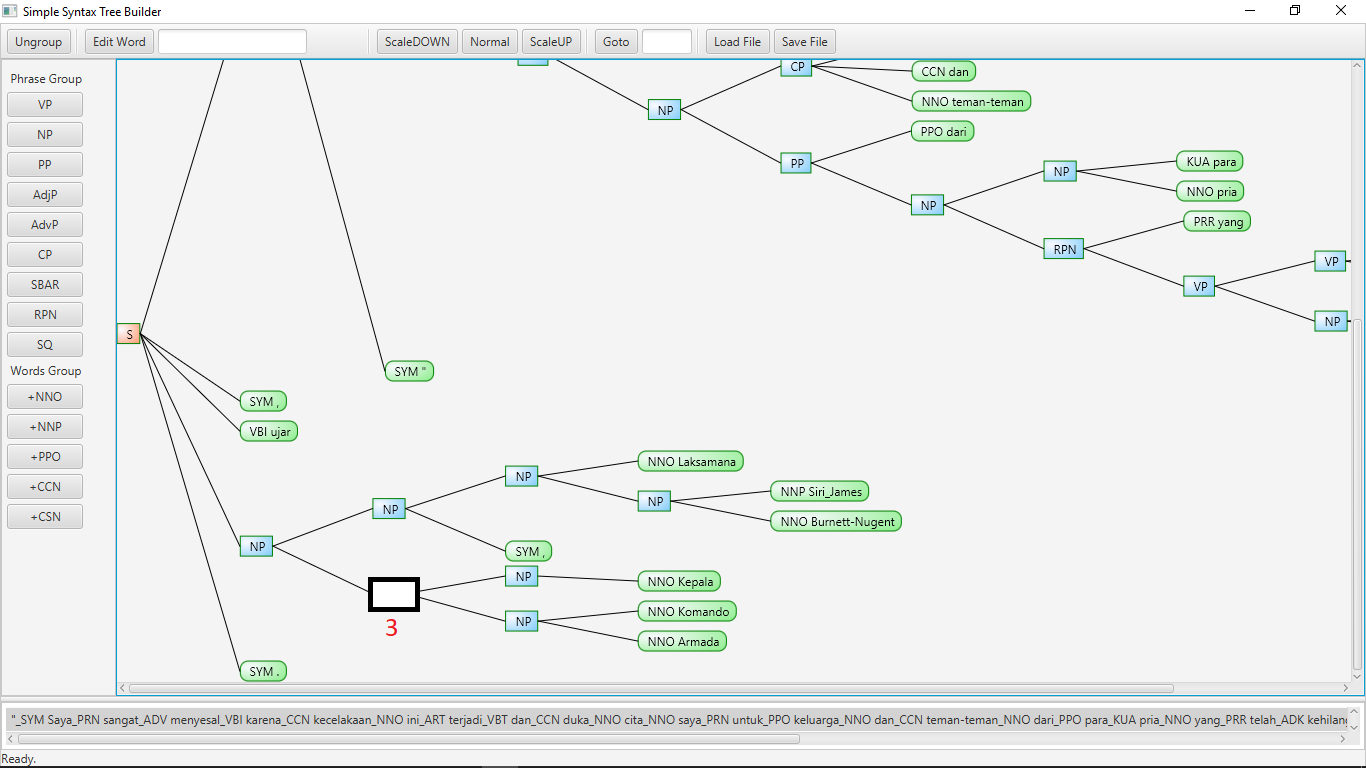 Simple Syntax Tree Builder
Ungroup Edit Word ScaleDOWN Normal ScaleUP Goto Load File Save File
Phrase Group
VP
NP
PP
AdjP
AdvP
CP
SBAR
RPN
SQ
Words Group
+NNO
+NNP
+PPO
+CCN
+CSN
CP
CCN dan
NP
NNO teman-teman
PPO dari
PP
KUA para
NP
NNO pria
NP
PRR yang
RPN
VP
VP
NP
S
SYM "
SYM ,
VBI ujar
NNO Laksamana
NP
NNP Siri_James
NP
NP
NNO Burnett-Nugent
NP
SYM ,
NP
NNO Kepala
3
NNO Komando
NP
NNO Armada
SYM .
"_SYM Saya_PRN sangat_ADV menyesal_VBI karena_CCN kecelakaan_NNO ini_ART terjadi_VBT dan_CCN duka_NNO cita_NNO saya_PRN untuk_PPO keluarga_NNO dan_CCN teman-teman_NNO dari_PPO para_KUA pria_NNO yang_PRR telah_ADK kehilang
Ready.